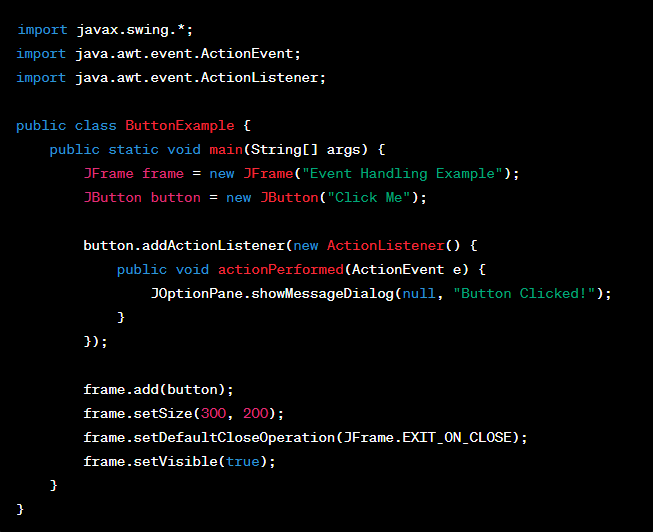 import javax.swing.*;
import java.awt.event.ActionEvent;
import java.awt.event.ActionListener;

public class ButtonExample {
    public static void main(String[] args) {
        JFrame frame = new JFrame("Event Handling Example");
        JButton button = new JButton("Click Me");

        button.addActionListener(new ActionListener() {
            public void actionPerformed(ActionEvent e) {
                JOptionPane.showMessageDialog(null, "Button Clicked!");
            }
        });

        frame.add(button);
        frame.setSize(300, 200);
        frame.setDefaultCloseOperation(JFrame.EXIT_ON_CLOSE);
        frame.setVisible(true);
    }
}